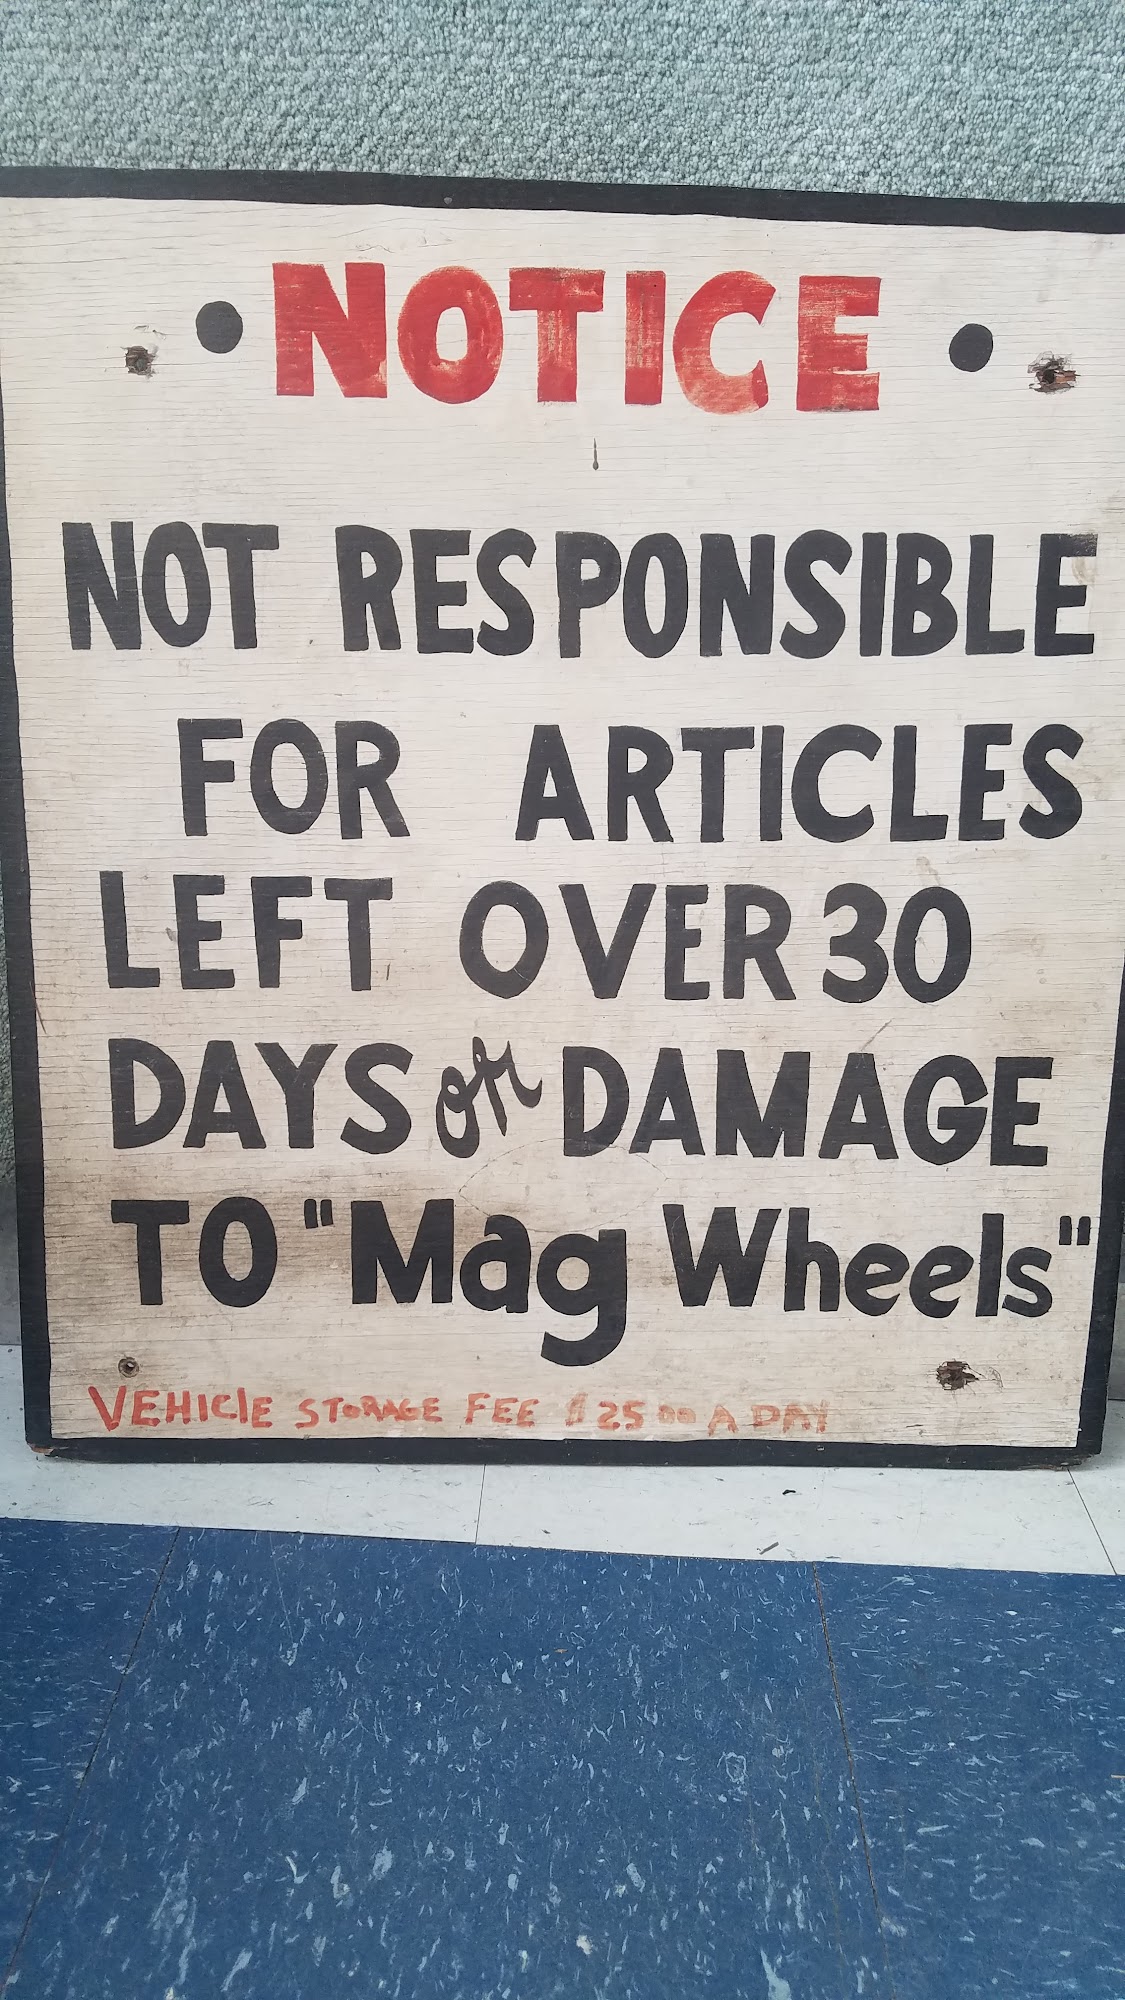 • NOTICE •
NOT RESPONSIBLE
FOR ARTICLES
LEFT OVER 30
DAYS or DAMAGE
TO "Mag Wheels"
VEHICLE STORAGE FEE $25 00 A DAY